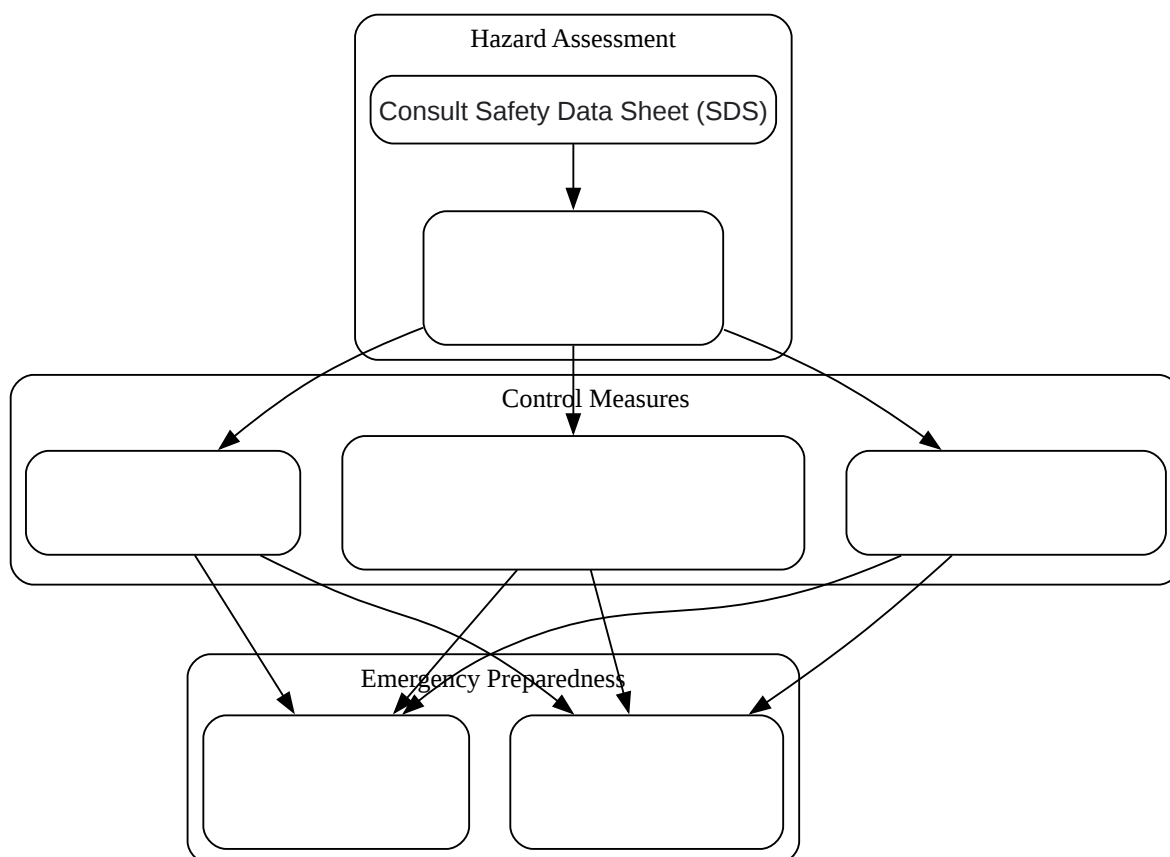 Hazard Assessment
Consult Safety Data Sheet (SDS)
Control Measures
Emergency Preparedness